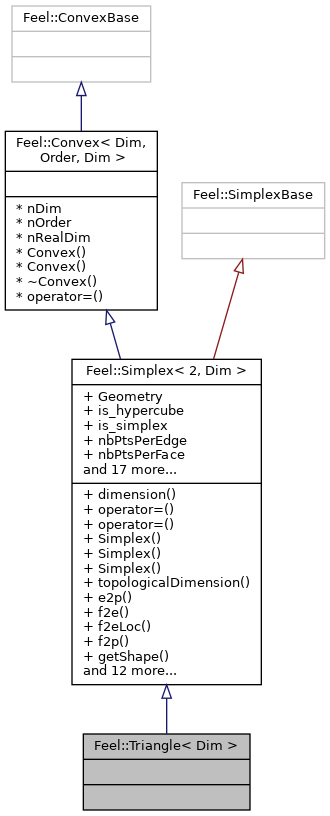 Feel::ConvexBase
Feel::Convex< Dim,
Order, Dim >
* nDim
* nOrder
* nRealDim
* Convex()
* Convex()
* ~Convex()
* operator=()
Feel::SimplexBase
Feel::Simplex< 2, Dim >
+ Geometry
+ is_hypercube
+ is_simplex
+ nbPtsPerEdge
+ nbPtsPerFace
and 17 more...
+ dimension()
+ operator=()
+ operator=()
+ Simplex()
+ Simplex()
+ Simplex()
+ topologicalDimension()
+ e2p()
+ f2e()
+ f2eLoc()
+ f2p()
+ getShape()
and 12 more...
Feel::Triangle< Dim >